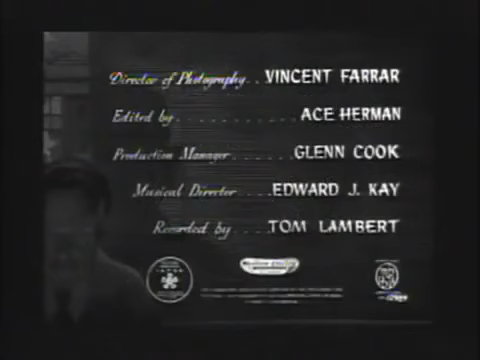 Director of Photography.. VINCENT FARRAR
Edited by............ ACE HERMAN
Production Manager...... GLENN COOK
Musical Director....EDWARD J. KAY
Recorded by....TOM LAMBERT